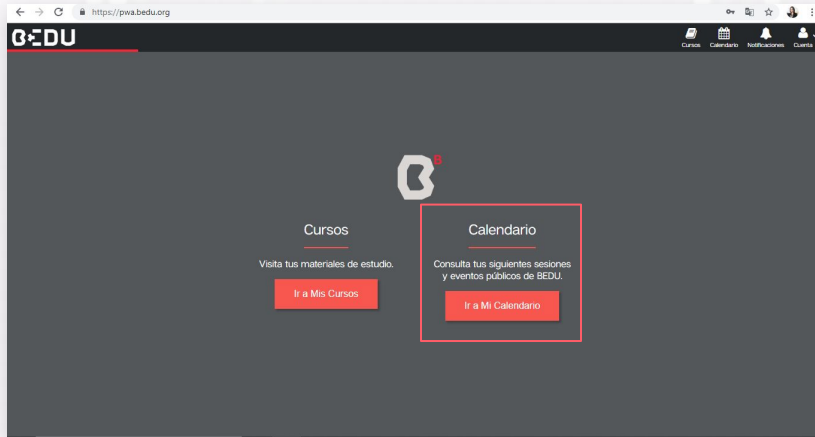 https://pwa.bedu.org
BEDU
Cursos
Calendario
Notificaciones
Cuenta
B
Cursos
Visita tus materiales de estudio.
Ir a Mis Cursos
Calendario
Consulta tus siguientes sesiones
y eventos públicos de BEDU.
Ir a Mi Calendario